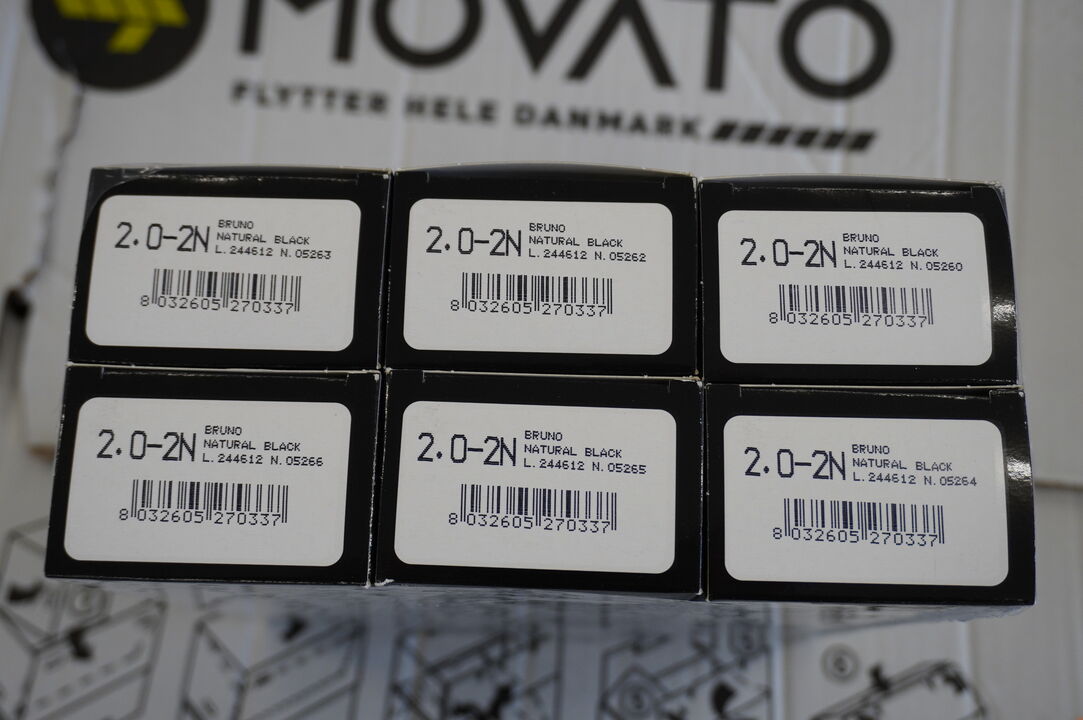 MOVATO
FLYTTER HELE DANMARK
2.0-2N
BRUNO
NATURAL BLACK
L. 244612 N. 05263
8 032605 270337
2.0-2N
BRUNO
NATURAL BLACK
L. 244612 N. 05262
8 032605 270337
2.0-2N
BRUNO
NATURAL BLACK
L. 244612 N. 05260
8 032605 270337
2.0-2N
BRUNO
NATURAL BLACK
L. 244612 N. 05266
8 032605 270337
2.0-2N
BRUNO
NATURAL BLACK
L. 244612 N. 05265
8 032605 270337
2.0-2N
BRUNO
NATURAL BLACK
L. 244612 N. 05264
8 032605 270337